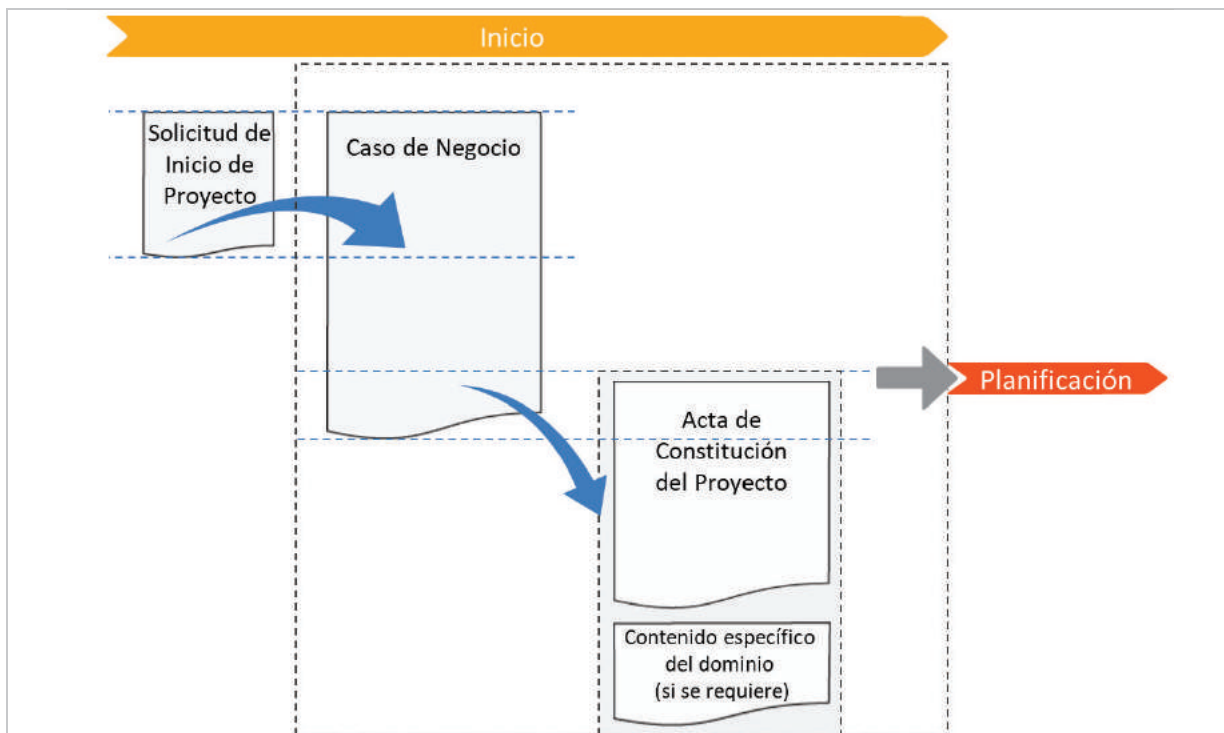 Inicio
Solicitud de
Inicio de
Proyecto
Caso de Negocio
Planificación
Acta de
Constitución
del Proyecto
Contenido específico
del dominio
(si se requiere)